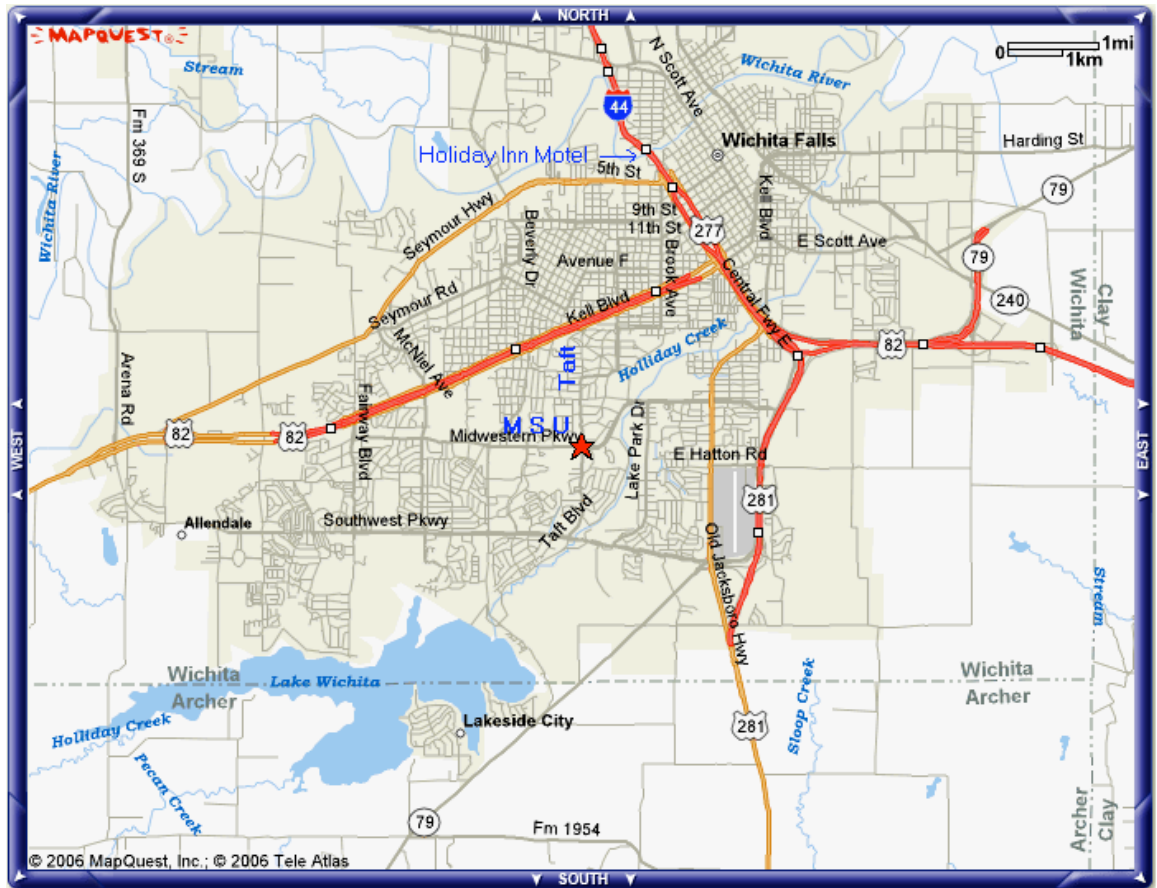 NORTH
MAPQUEST
0 1mi
1km
Stream
N Scott Ave
Wichita River
Fm 369 S
44
Wichita Falls
Harding St
Holiday Inn Motel
5th St
79
Wichita River
Kell Blvd
Seymour Hwy
Beverly Dr
9th St
11th St
277
E Scott Ave
Avenue F
Brook Ave
79
Central Fwy E
240
Clay
Wichita
Seymour Rd
Kell Blvd
Holliday Creek
McNiel Ave
82
Taft
Arena Rd
Fairway Blvd
M S U
WEST
82
82
Midwestern Pkwy
Lake Park Dr
E Hatton Rd
EAST
281
Allendale
Southwest Pkwy
Taft Blvd
Old Jacksboro Hwy
Stream
Wichita
Archer
Lake Wichita
Wichita
Archer
Holliday Creek
Lakeside City
281
Sloop Creek
Pecan Creek
79
Fm 1954
Archer
Clay
© 2006 MapQuest, Inc.; © 2006 Tele Atlas
SOUTH